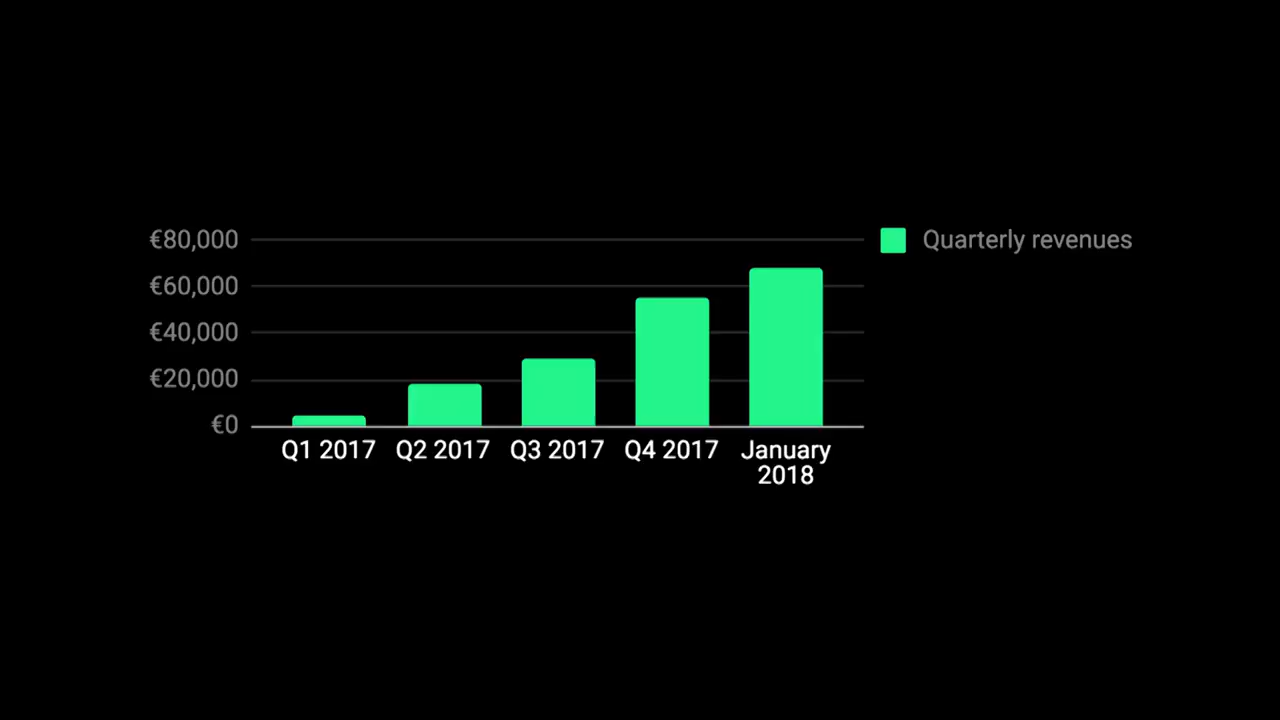 €80,000
€60,000
€40,000
€20,000
€0
Q1 2017
Q2 2017
Q3 2017
Q4 2017
January
2018
Quarterly revenues